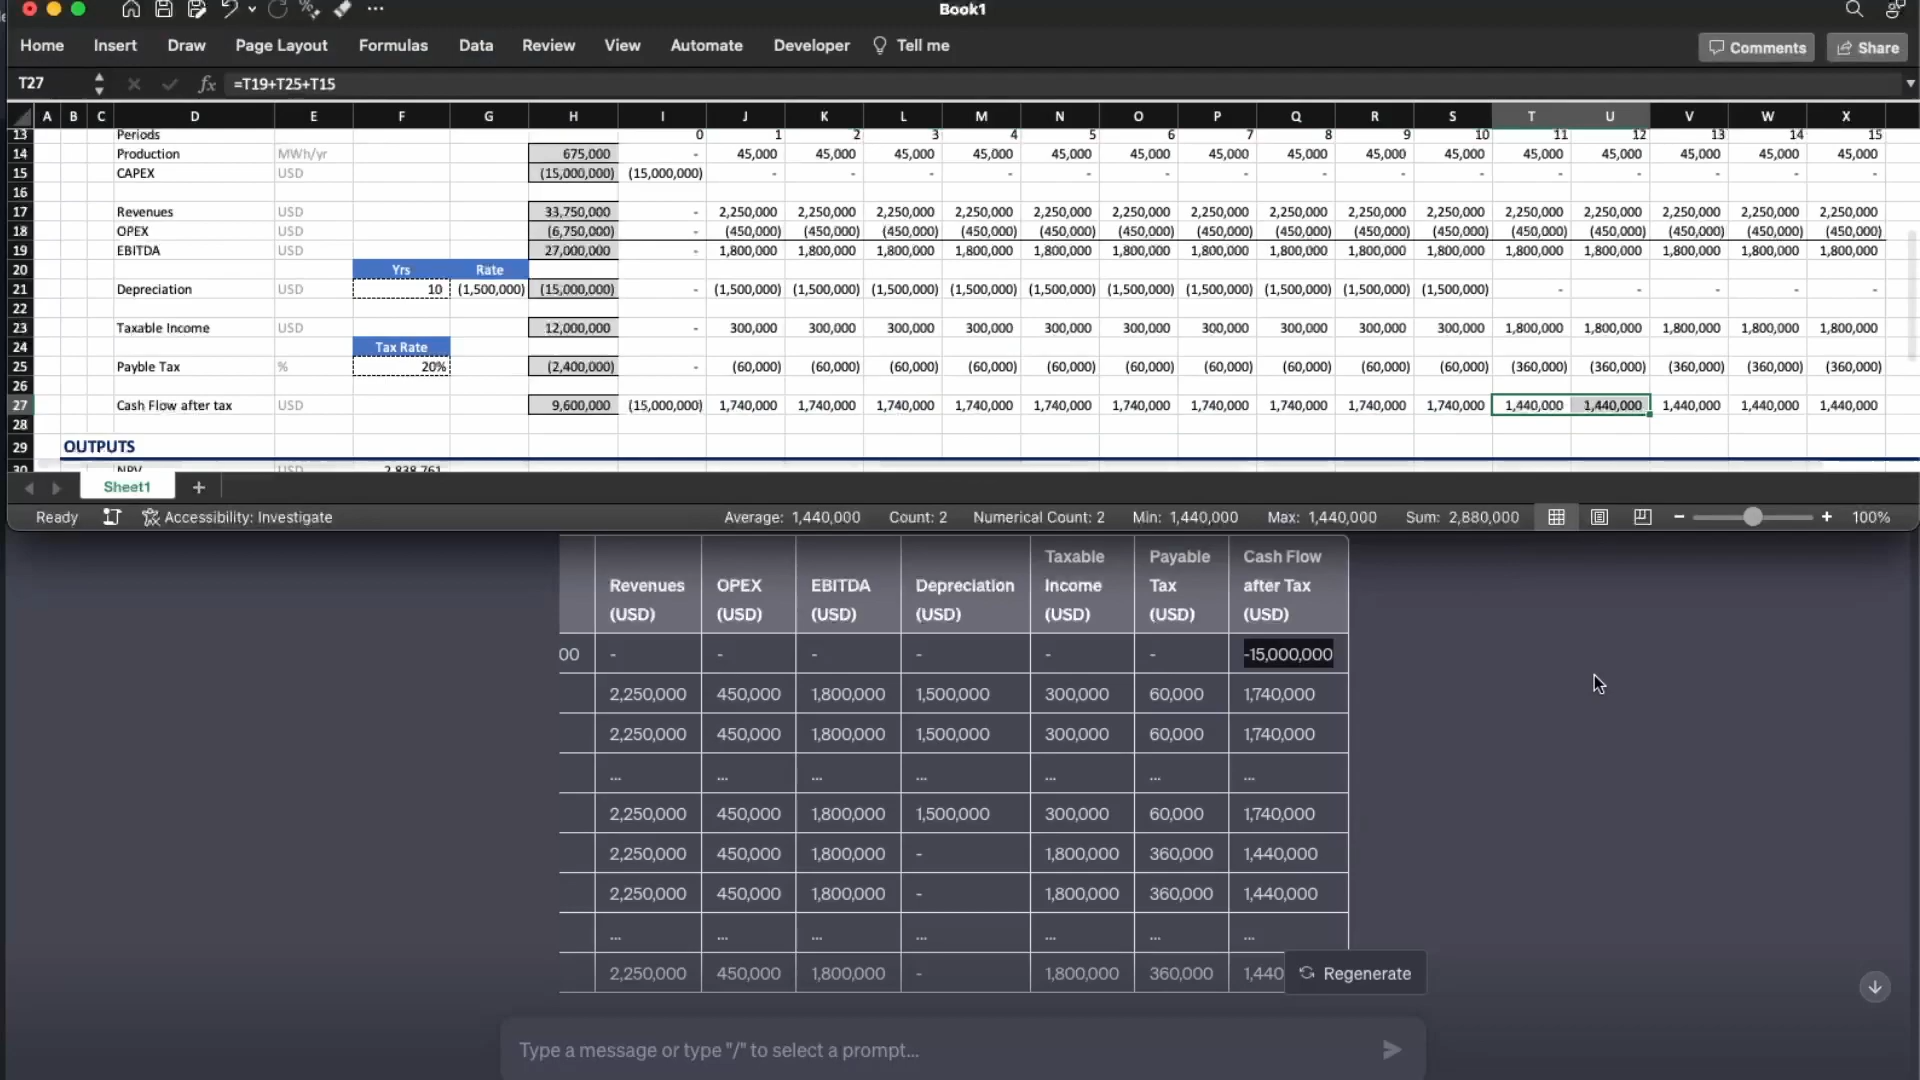 Book1
Home Insert Draw Page Layout Formulas Data Review View Automate Developer Tell me Comments Share
T27 fx =T19+T25+T15
A B C D E F G H I J K L M N O P Q R S T U V W X
13 Periods 0 1 2 3 4 5 6 7 8 9 10 11 12 13 14 15
14 Production MWh/yr 675,000 - 45,000 45,000 45,000 45,000 45,000 45,000 45,000 45,000 45,000 45,000 45,000 45,000 45,000 45,000 45,000
15 CAPEX USD (15,000,000) (15,000,000) - - - - - - - - - - - - - - -
16
17 Revenues USD 33,750,000 - 2,250,000 2,250,000 2,250,000 2,250,000 2,250,000 2,250,000 2,250,000 2,250,000 2,250,000 2,250,000 2,250,000 2,250,000 2,250,000 2,250,000 2,250,000
18 OPEX USD (6,750,000) - (450,000) (450,000) (450,000) (450,000) (450,000) (450,000) (450,000) (450,000) (450,000) (450,000) (450,000) (450,000) (450,000) (450,000) (450,000)
19 EBITDA USD 27,000,000 - 1,800,000 1,800,000 1,800,000 1,800,000 1,800,000 1,800,000 1,800,000 1,800,000 1,800,000 1,800,000 1,800,000 1,800,000 1,800,000 1,800,000 1,800,000
20 Yrs Rate
21 Depreciation USD 10 (1,500,000) (15,000,000) - (1,500,000) (1,500,000) (1,500,000) (1,500,000) (1,500,000) (1,500,000) (1,500,000) (1,500,000) (1,500,000) (1,500,000) - - - - -
22
23 Taxable Income USD 12,000,000 - 300,000 300,000 300,000 300,000 300,000 300,000 300,000 300,000 300,000 300,000 1,800,000 1,800,000 1,800,000 1,800,000 1,800,000
24 Tax Rate
25 Payble Tax % 20% (2,400,000) - (60,000) (60,000) (60,000) (60,000) (60,000) (60,000) (60,000) (60,000) (60,000) (60,000) (360,000) (360,000) (360,000) (360,000) (360,000)
26
27 Cash Flow after tax USD 9,600,000 (15,000,000) 1,740,000 1,740,000 1,740,000 1,740,000 1,740,000 1,740,000 1,740,000 1,740,000 1,740,000 1,740,000 1,440,000 1,440,000 1,440,000 1,440,000 1,440,000
28
29 OUTPUTS
30 NPV USD 2,838,761
Sheet1 +
Ready Accessibility: Investigate Average: 1,440,000 Count: 2 Numerical Count: 2 Min: 1,440,000 Max: 1,440,000 Sum: 2,880,000 - + 100%
Taxable Payable Cash Flow
Revenues OPEX EBITDA Depreciation Income Tax after Tax
(USD) (USD) (USD) (USD) (USD) (USD) (USD)
00 - - - - - - -15,000,000
2,250,000 450,000 1,800,000 1,500,000 300,000 60,000 1,740,000
2,250,000 450,000 1,800,000 1,500,000 300,000 60,000 1,740,000
... ... ... ... ... ... ...
2,250,000 450,000 1,800,000 1,500,000 300,000 60,000 1,740,000
2,250,000 450,000 1,800,000 - 1,800,000 360,000 1,440,000
2,250,000 450,000 1,800,000 - 1,800,000 360,000 1,440,000
... ... ... ... ... ... ...
2,250,000 450,000 1,800,000 - 1,800,000 360,000 1,440
Regenerate
Type a message or type "/" to select a prompt...